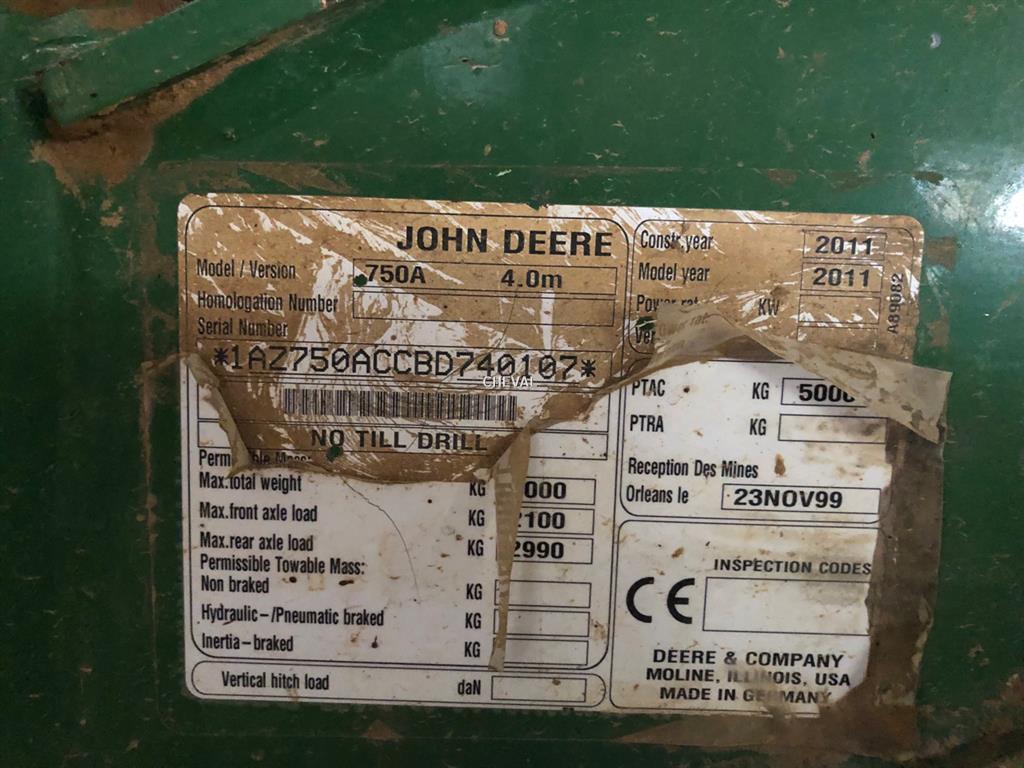 JOHN DEERE
Model / Version 750A 4.0m
Homologation Number
Serial Number
*1AZ750ACCBD740107*
CHEVAL
NO TILL DRILL
Max.total weight KG 000
Max.front axle load KG 2100
Max.rear axle load KG 2990
Permissible Towable Mass:
Non braked KG
Hydraulic-/Pneumatic braked KG
Inertia-braked KG
Vertical hitch load daN
Constr.year 2011
Model year 2011
KW
A89082
PTAC KG 5000
PTRA KG
Reception Des Mines
Orleans le 23NOV99
INSPECTION CODES
CE
DEERE & COMPANY
MOLINE, ILLINOIS, USA
MADE IN GERMANY